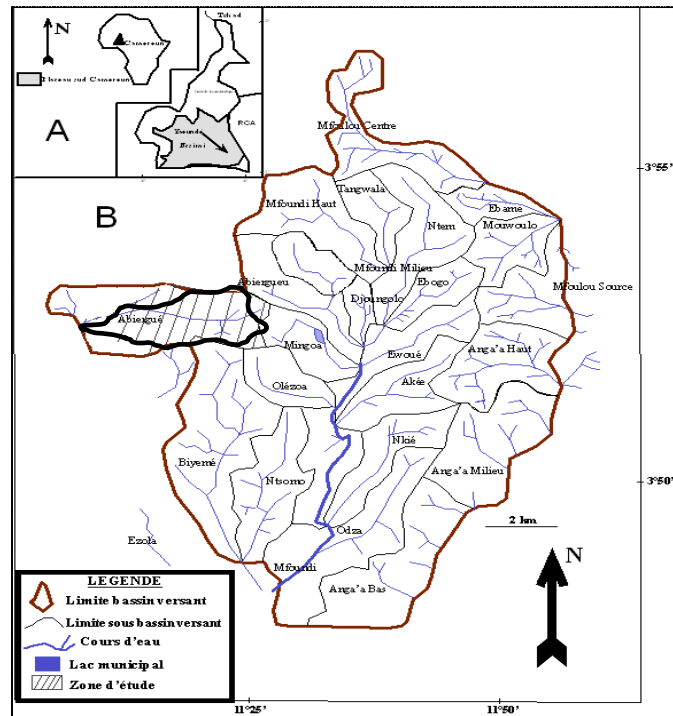 N
Tchad
Cameroun
Plateau sud Cameroun
RCA
Yaoundé
A
B
Mfoulou Centre
3°55'
Tangwala
Mfoundi Haut
Ebame
Ntem
Mouwoulo
Mfoundi Milieu
Abiergueu
Ebogo
Mfoulou Source
Djoungolo
Abiergué
Mingoa
Ewoué
Anga'a Haut
Olézoa
Akée
Nkié
Biyemé
Anga'a Milieu
Ntsomo
3°50'
2 km
Odza
Ezola
N
Mfoundi
Anga'a Bas
LEGENDE
Limite bassin versant
Limite sous bassin versant
Cours d'eau
Lac municipal
Zone d'étude
11°25'
11°50'